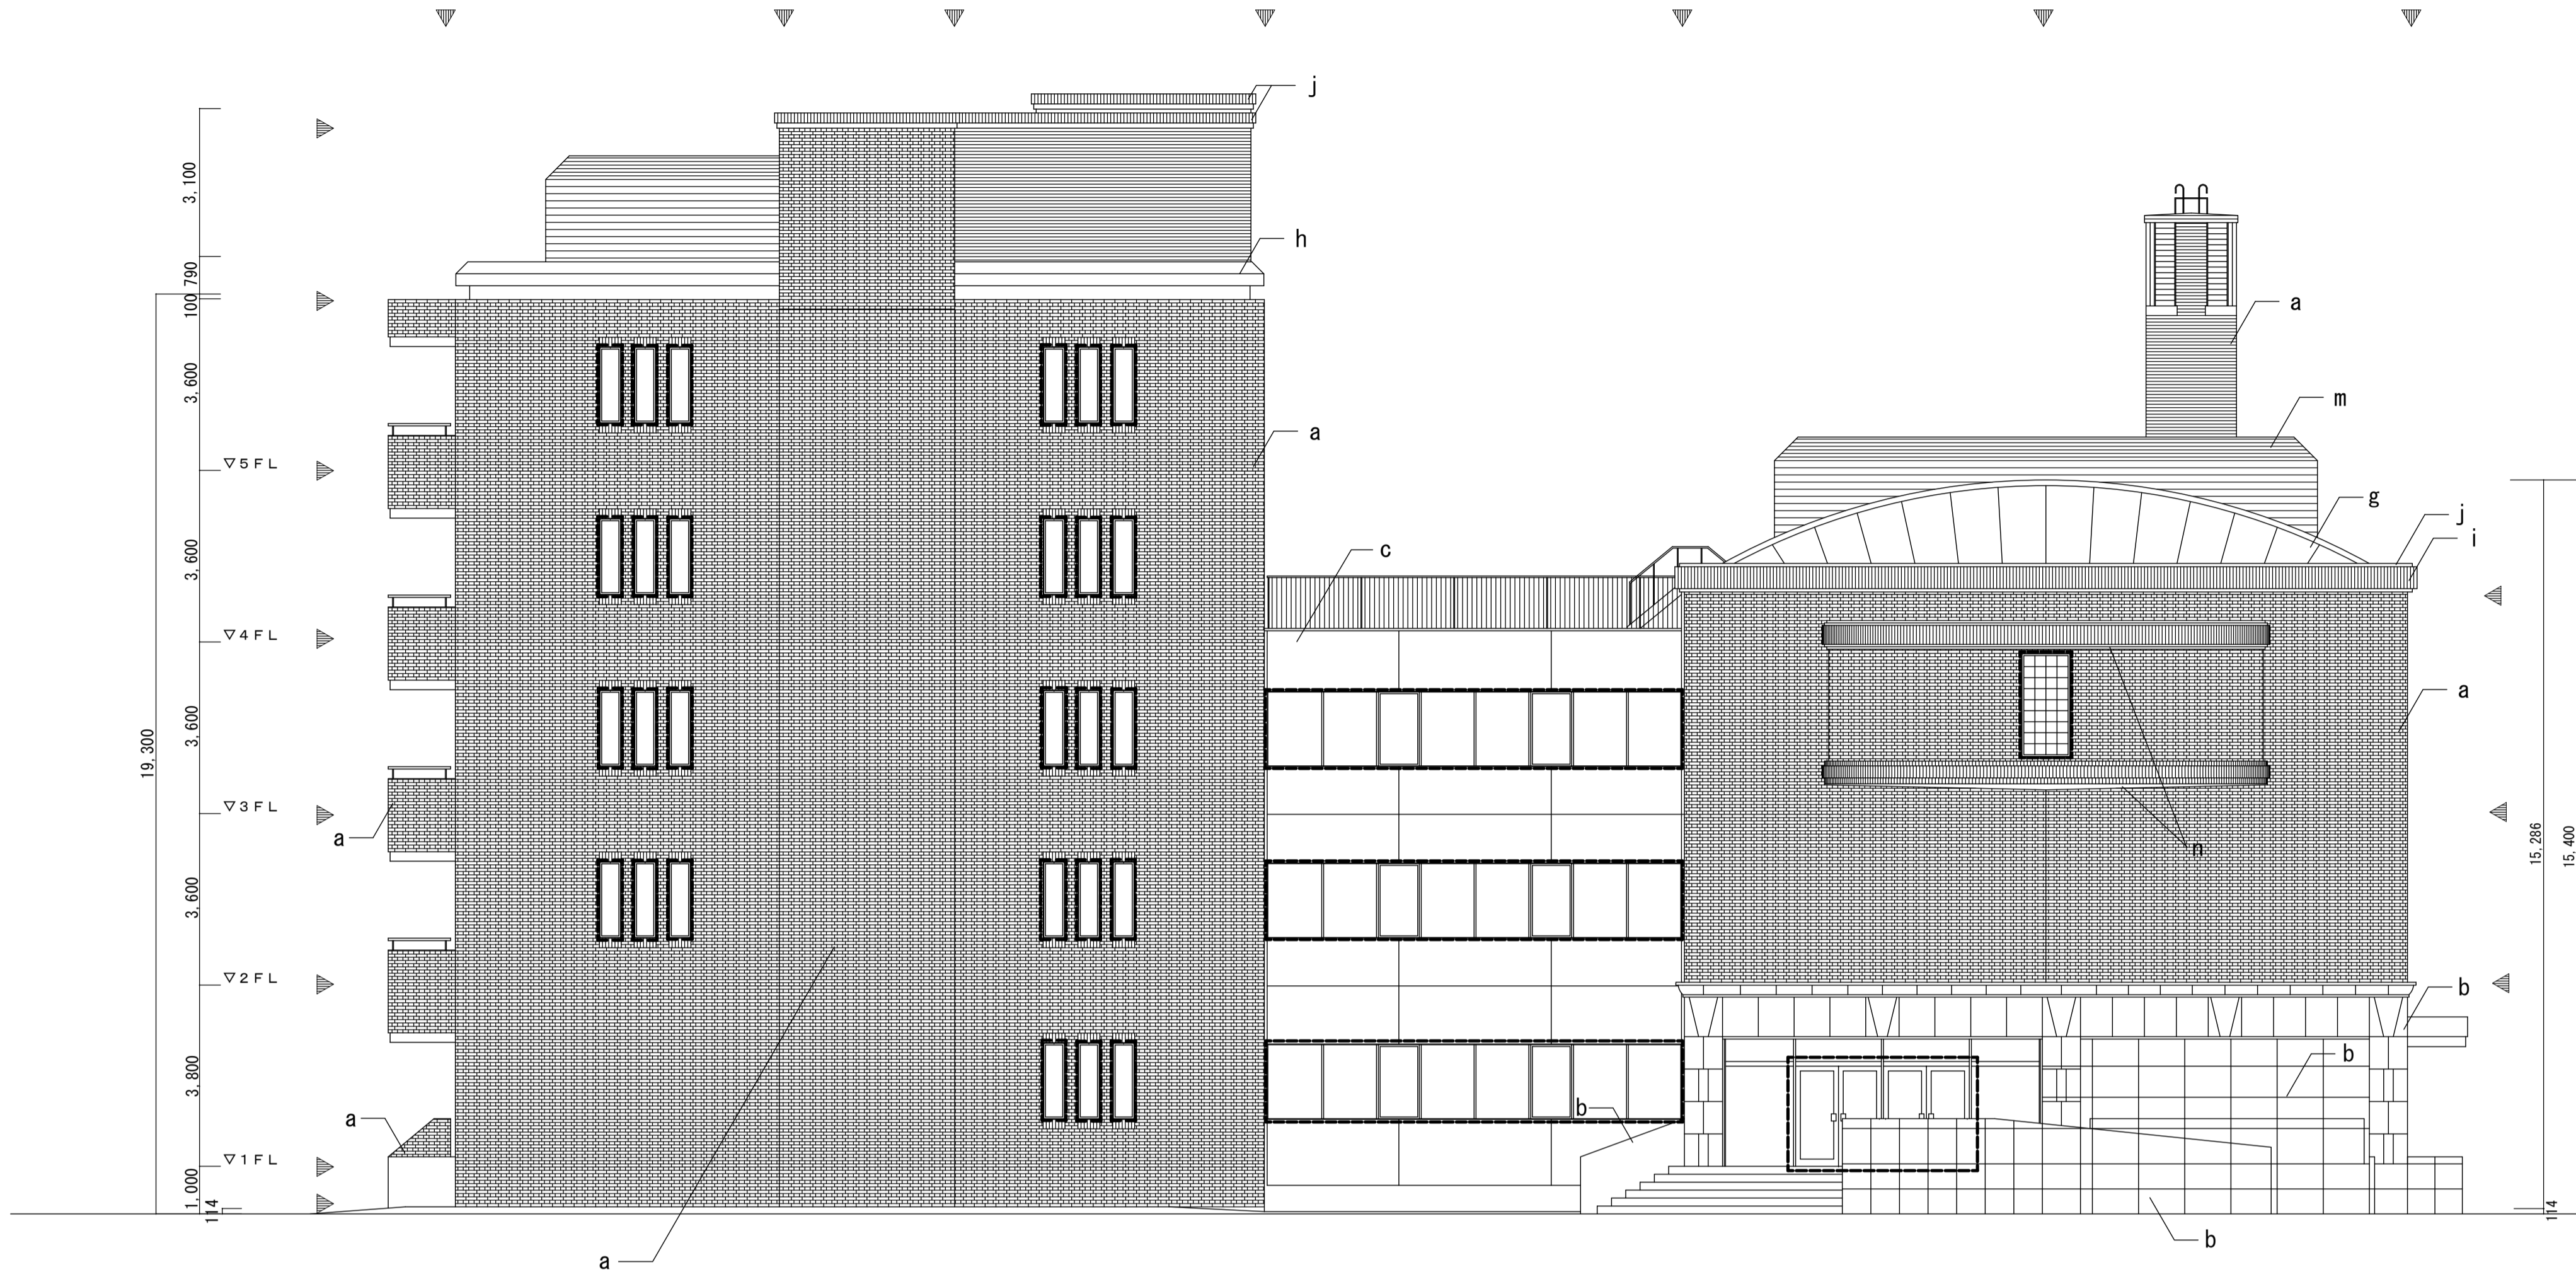 j
3,100
h
790
100
a
3,600
m
a
▽5FL
g
j
3,600
i
c
▽4FL
a
3,600
19,300
▽3FL
15,286
15,400
a
n
3,600
▽2FL
b
b
3,800
b
a
▽1FL
1,000
114
114
b
a